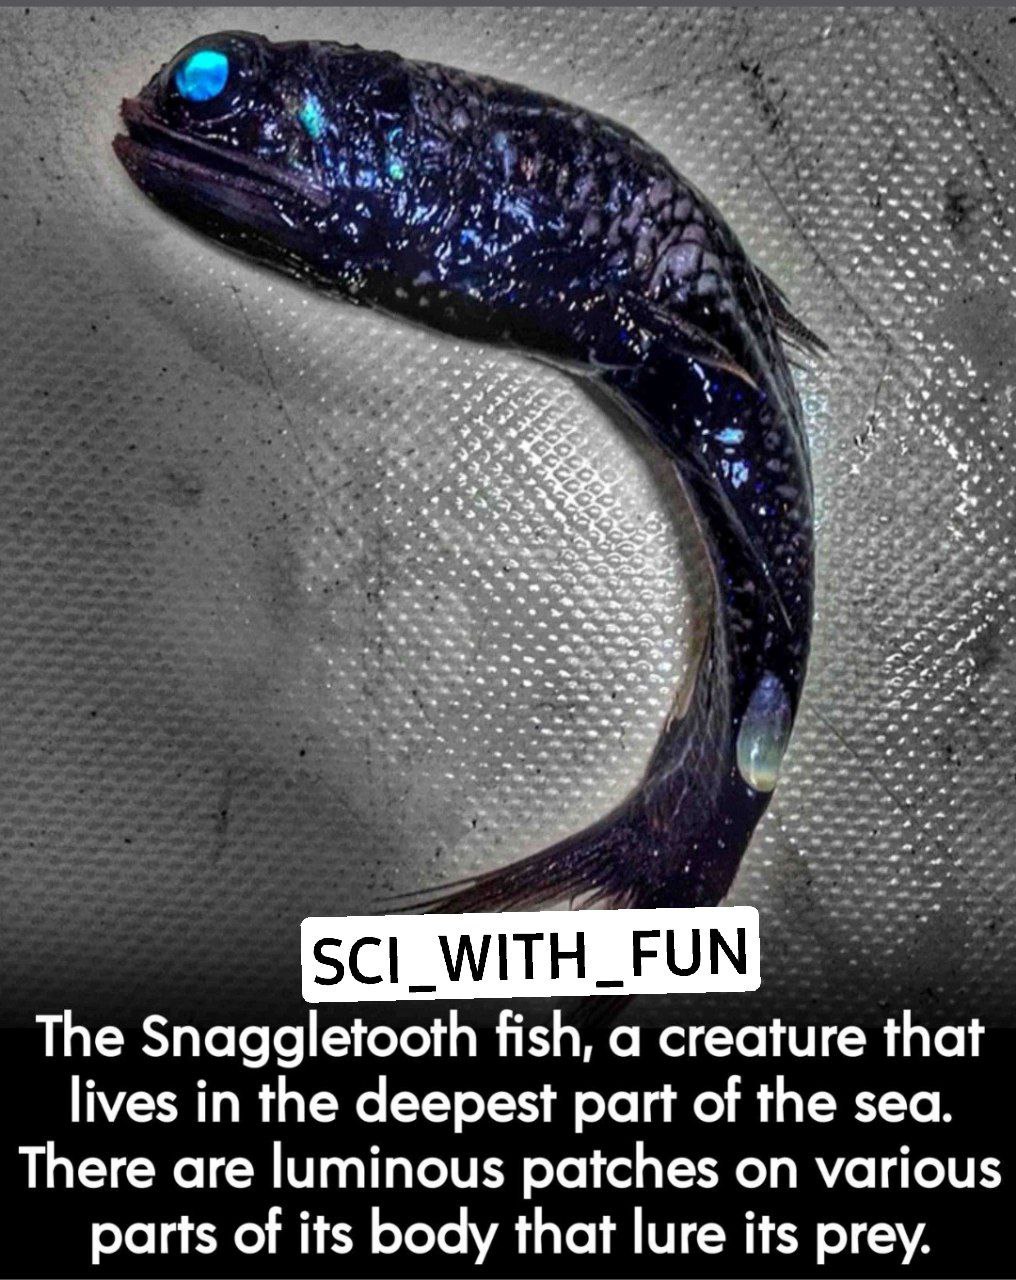 SCI_WITH_FUN
The Snaggletooth fish, a creature that
lives in the deepest part of the sea.
There are luminous patches on various
parts of its body that lure its prey.